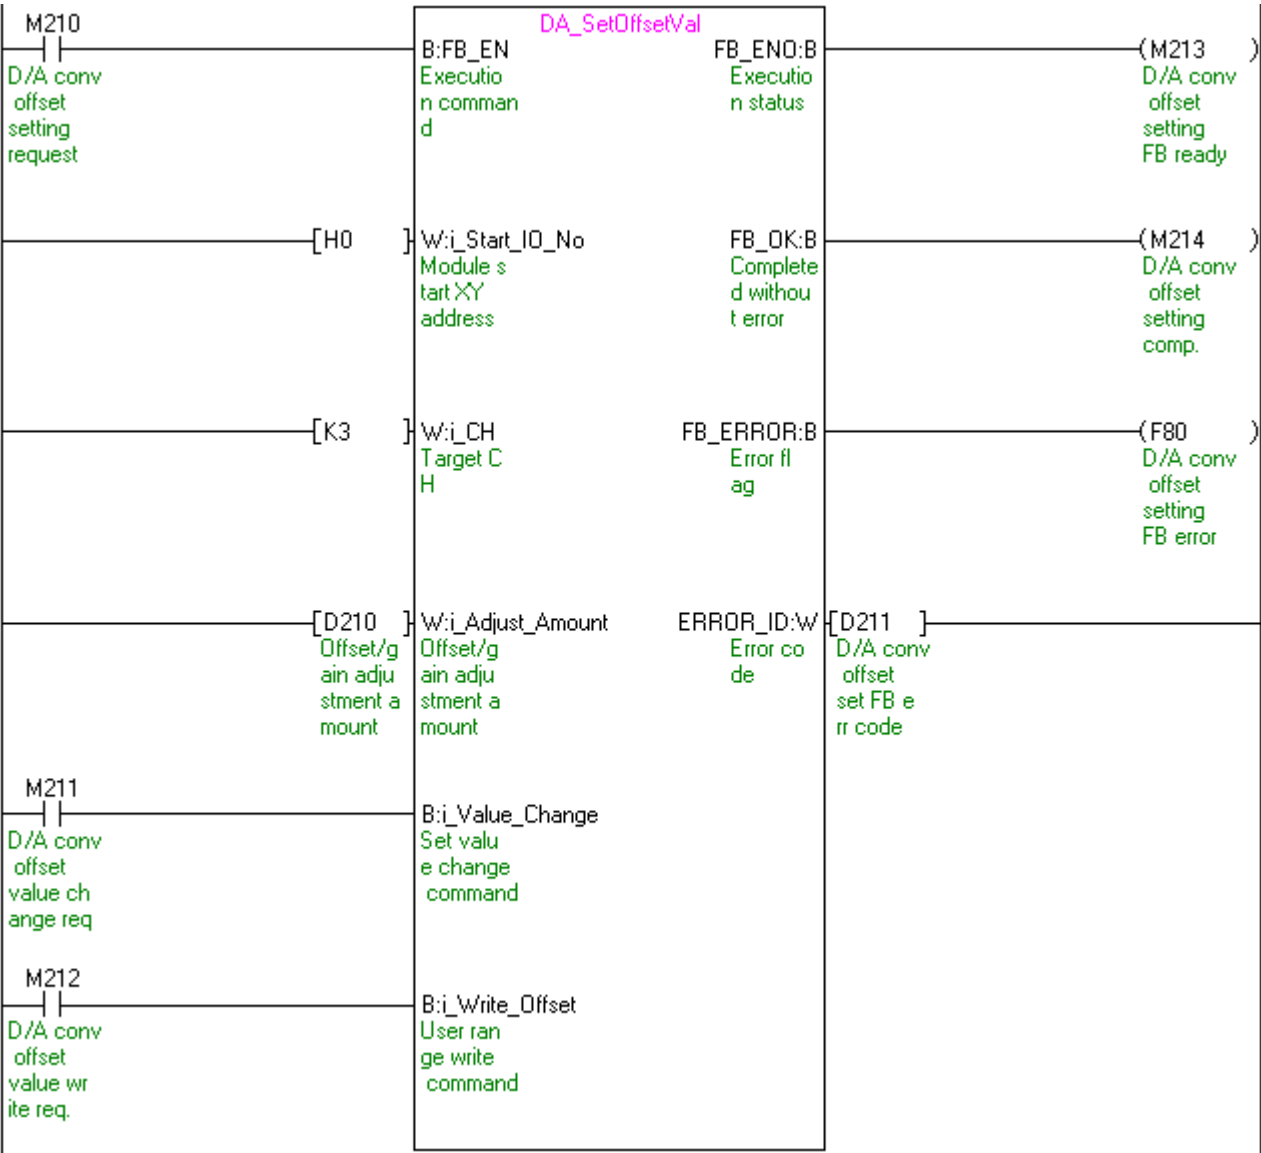 M210
DA_SetOffsetVal
B:FB_EN
FB_ENO:B
(M213 )
D/A conv
offset
setting
request
Executio
n comman
d
Executio
n status
D/A conv
offset
setting
FB ready
[H0 ]
W:i_Start_IO_No
FB_OK:B
(M214 )
Module s
tart XY
address
Complete
d withou
t error
D/A conv
offset
setting
comp.
[K3 ]
W:i_CH
FB_ERROR:B
(F80 )
Target C
H
Error fl
ag
D/A conv
offset
setting
FB error
[D210 ]
W:i_Adjust_Amount
ERROR_ID:W
[D211 ]
Offset/g
ain adju
stment a
mount
Offset/g
ain adju
stment a
mount
Error co
de
D/A conv
offset
set FB e
rr code
M211
B:i_Value_Change
D/A conv
offset
value ch
ange req
Set valu
e change
command
M212
B:i_Write_Offset
D/A conv
offset
value wr
ite req.
User ran
ge write
command